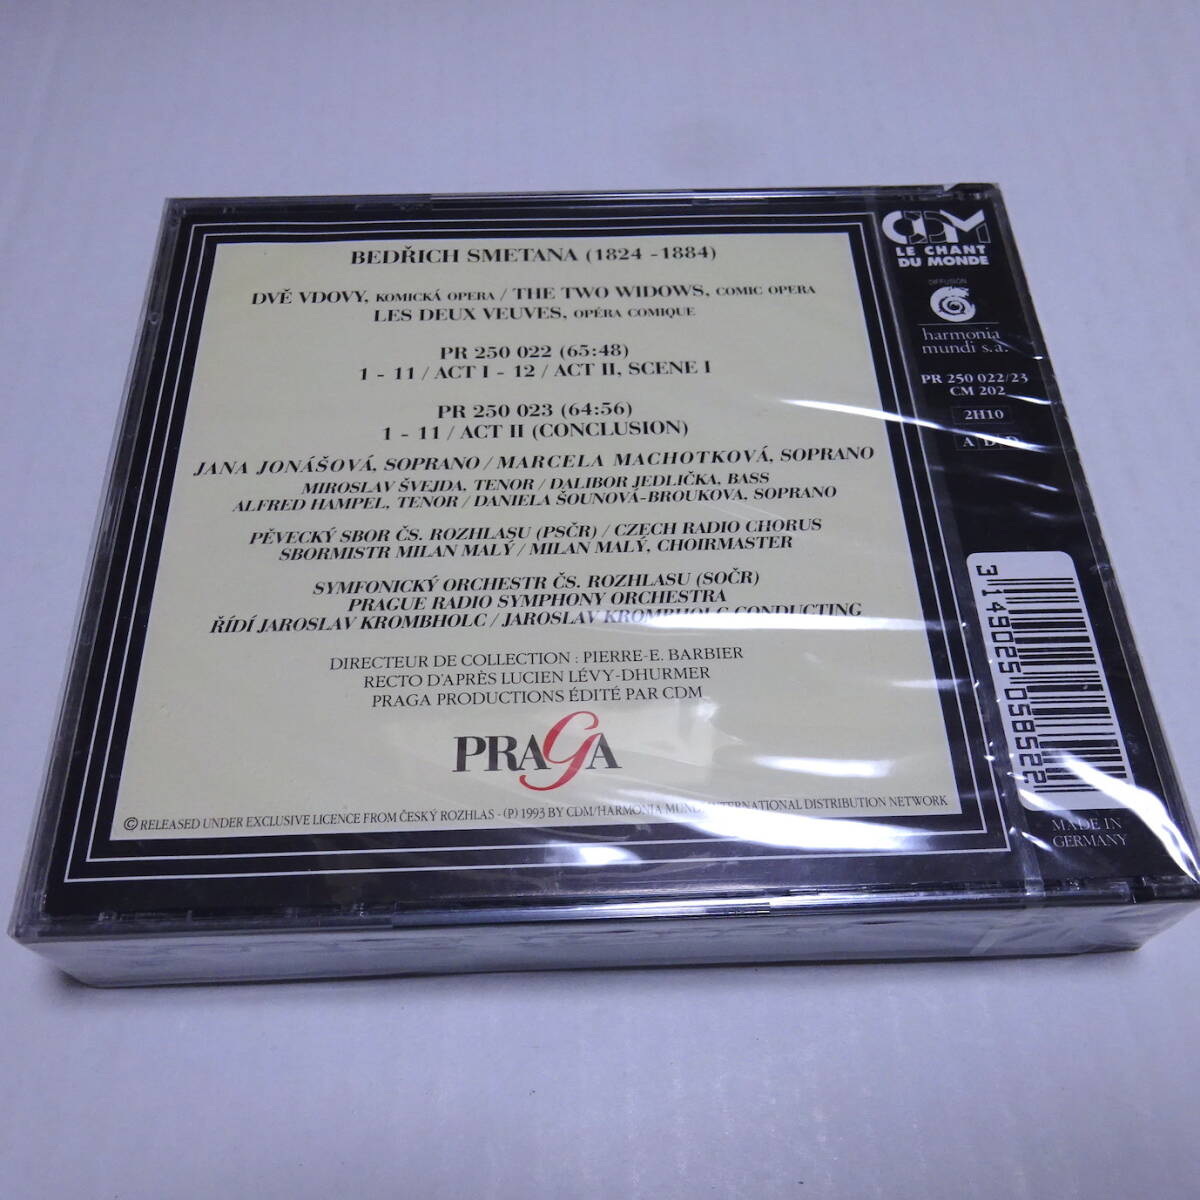 BEDŘICH SMETANA (1824 -1884)
DVĚ VDOVY, KOMICKÁ OPERA / THE TWO WIDOWS, COMIC OPERA
LES DEUX VEUVES, OPÉRA COMIQUE
PR 250 022 (65:48)
1 - 11 / ACT I - 12 / ACT II, SCENE I
PR 250 023 (64:56)
1 - 11 / ACT II (CONCLUSION)
JANA JONÁŠOVÁ, SOPRANO / MARCELA MACHOTKOVÁ, SOPRANO
MIROSLAV ŠVEJDA, TENOR / DALIBOR JEDLIČKA, BASS
ALFRED HAMPEL, TENOR / DANIELA ŠOUNOVÁ-BROUKOVA, SOPRANO
PĚVECKÝ SBOR ČS. ROZHLASU (PSČR) / CZECH RADIO CHORUS
SBORMISTR MILAN MALÝ / MILAN MALÝ, CHOIRMASTER
SYMFONICKÝ ORCHESTR ČS. ROZHLASU (SOČR)
PRAGUE RADIO SYMPHONY ORCHESTRA
ŘÍDÍ JAROSLAV KROMBHOLC / JAROSLAV KROMBHOLC CONDUCTING
DIRECTEUR DE COLLECTION : PIERRE-E. BARBIER
RECTO D'APRÈS LUCIEN LÉVY-DHURMER
PRAGA PRODUCTIONS ÉDITÉ PAR CDM
PRAGA
© RELEASED UNDER EXCLUSIVE LICENCE FROM ČESKÝ ROZHLAS - (P) 1993 BY CDM/HARMONIA MUNDI INTERNATIONAL DISTRIBUTION NETWORK
CDM
LE CHANT
DU MONDE
DIFFUSION
harmonia
mundi s.a.
PR 250 022/23
CM 202
2H10
A D D
3 149025 058522
MADE IN
GERMANY